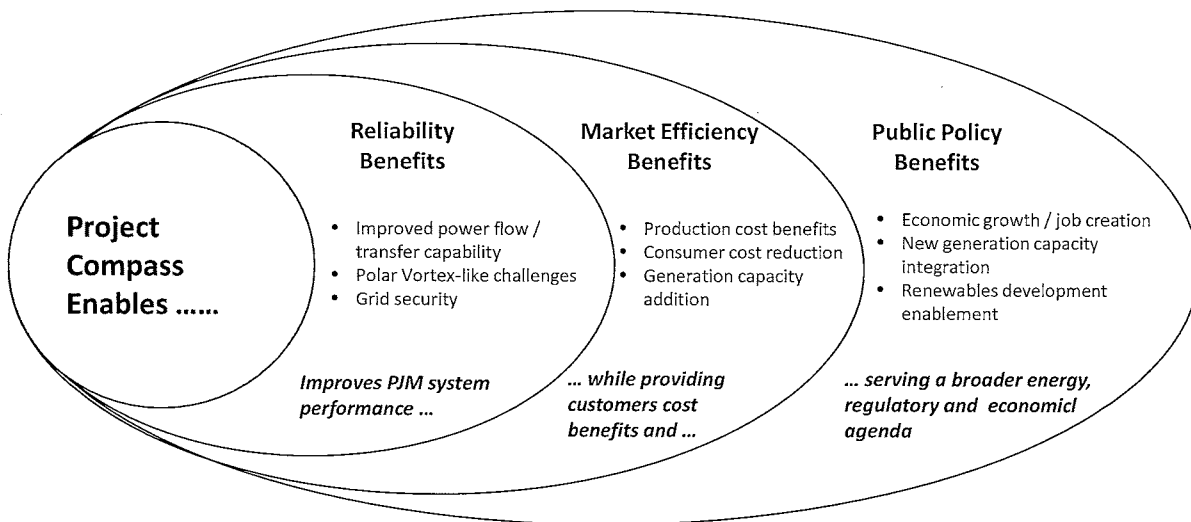 Project
Compass
Enables ......
Reliability
Benefits
• Improved power flow /
transfer capability
• Polar Vortex-like challenges
• Grid security
Improves PJM system
performance ...
Market Efficiency
Benefits
• Production cost benefits
• Consumer cost reduction
• Generation capacity
addition
... while providing
customers cost
benefits and ...
Public Policy
Benefits
• Economic growth / job creation
• New generation capacity
integration
• Renewables development
enablement
... serving a broader energy,
regulatory and economicl
agenda